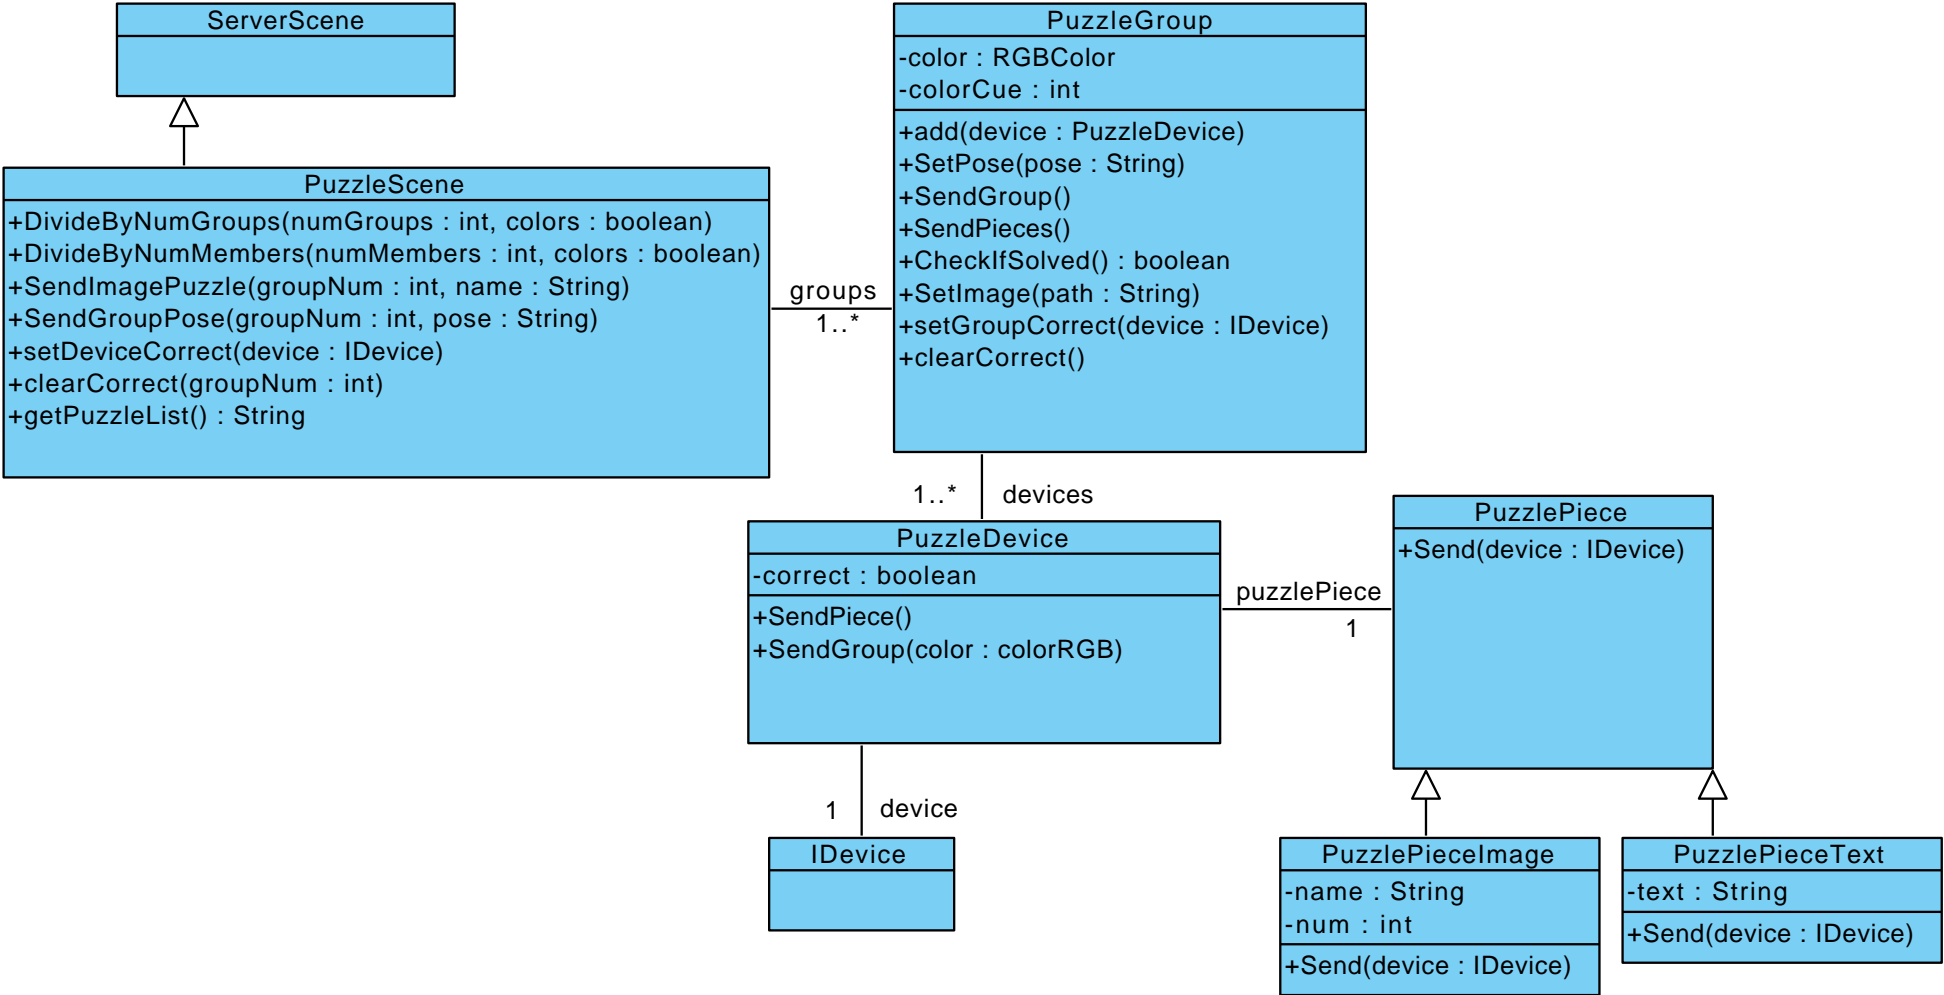 ServerScene
PuzzleScene
+DivideByNumGroups(numGroups : int, colors : boolean)
+DivideByNumMembers(numMembers : int, colors : boolean)
+SendImagePuzzle(groupNum : int, name : String)
+SendGroupPose(groupNum : int, pose : String)
+setDeviceCorrect(device : IDevice)
+clearCorrect(groupNum : int)
+getPuzzleList() : String
groups
1..*
PuzzleGroup
-color : RGBColor
-colorCue : int
+add(device : PuzzleDevice)
+SetPose(pose : String)
+SendGroup()
+SendPieces()
+CheckIfSolved() : boolean
+SetImage(path : String)
+setGroupCorrect(device : IDevice)
+clearCorrect()
1..* devices
PuzzleDevice
-correct : boolean
+SendPiece()
+SendGroup(color : colorRGB)
puzzlePiece
1
PuzzlePiece
+Send(device : IDevice)
1 device
IDevice
PuzzlePieceImage
-name : String
-num : int
+Send(device : IDevice)
PuzzlePieceText
-text : String
+Send(device : IDevice)